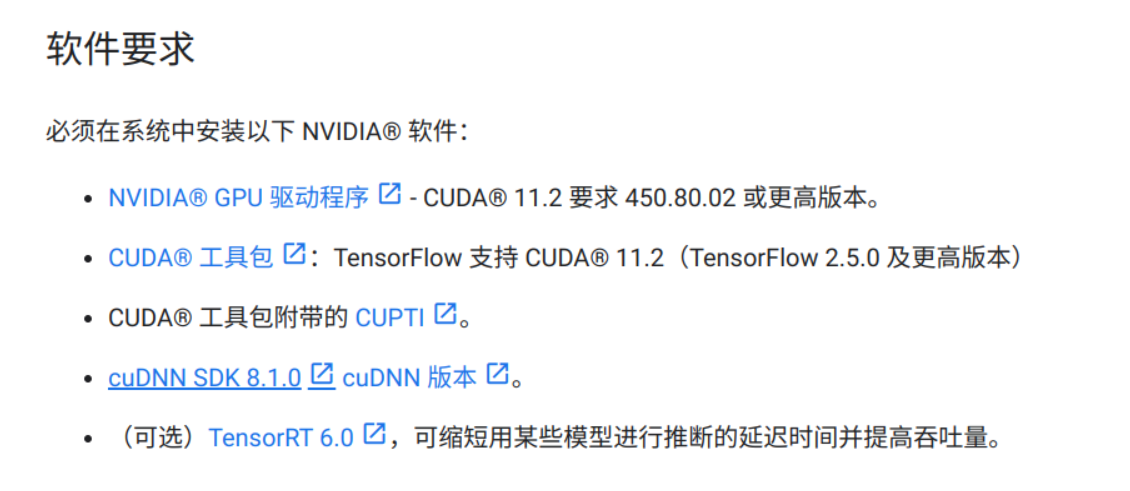 软件要求
必须在系统中安装以下 NVIDIA® 软件：
• NVIDIA® GPU 驱动程序 - CUDA® 11.2 要求 450.80.02 或更高版本。
• CUDA® 工具包：TensorFlow 支持 CUDA® 11.2（TensorFlow 2.5.0 及更高版本）
• CUDA® 工具包附带的 CUPTI。
• cuDNN SDK 8.1.0 cuDNN 版本。
• （可选）TensorRT 6.0，可缩短用某些模型进行推断的延迟时间并提高吞吐量。